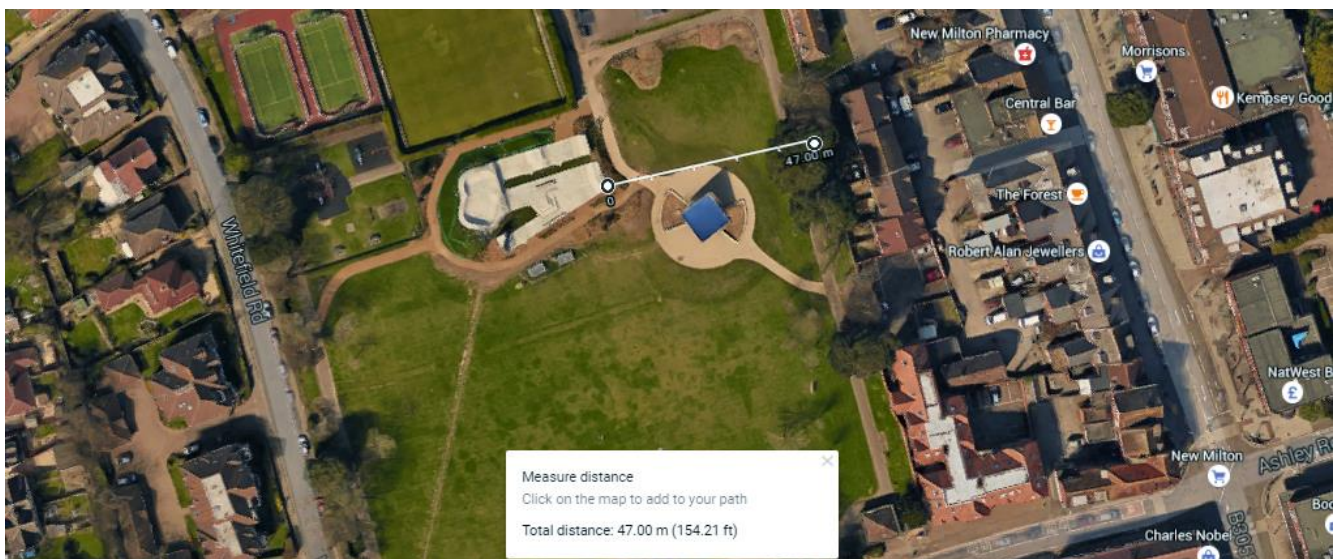 New Milton Pharmacy
Morrisons
Kempsey Good
Central Bar
47.00 m
0
The Forest
Whitefield Rd
Robert Alan Jewellers
NatWest B
£
New Milton
Ashley R
Measure distance
Click on the map to add to your path
Total distance: 47.00 m (154.21 ft)
Boo
Charles Nobel
B30